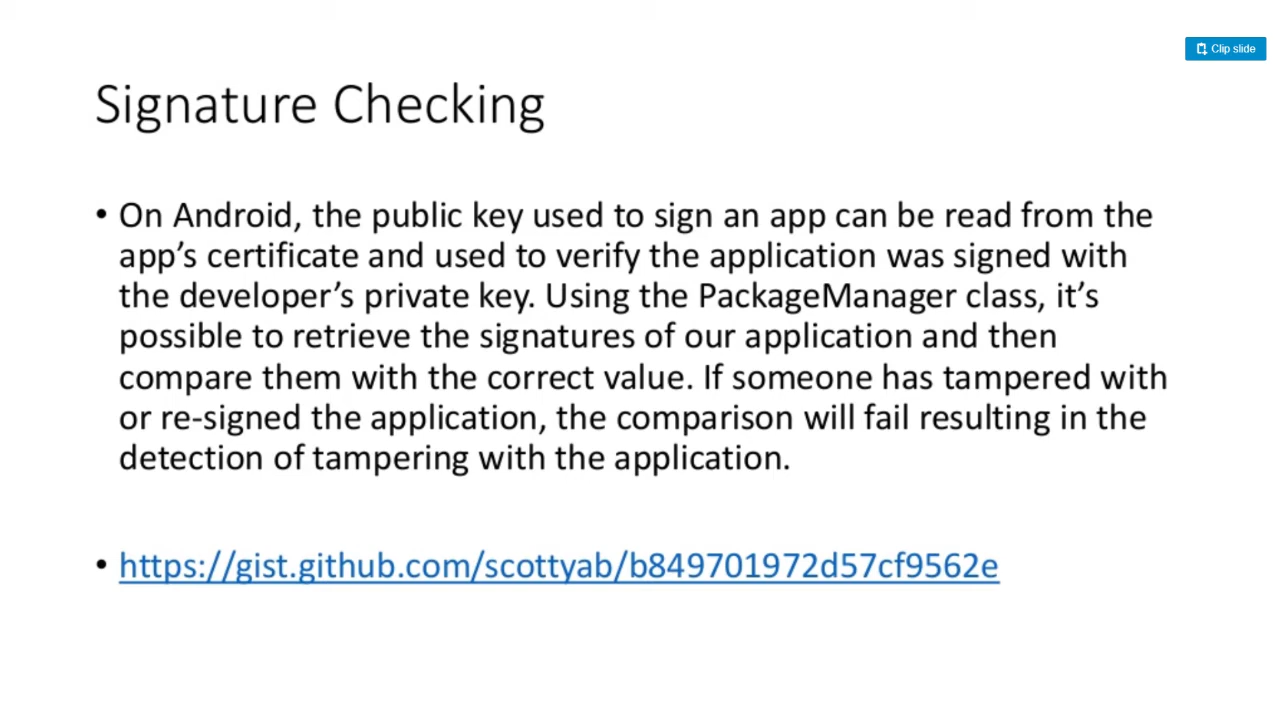 Clip slide
Signature Checking
• On Android, the public key used to sign an app can be read from the
app’s certificate and used to verify the application was signed with
the developer’s private key. Using the PackageManager class, it’s
possible to retrieve the signatures of our application and then
compare them with the correct value. If someone has tampered with
or re-signed the application, the comparison will fail resulting in the
detection of tampering with the application.
• https://gist.github.com/scottyab/b849701972d57cf9562e